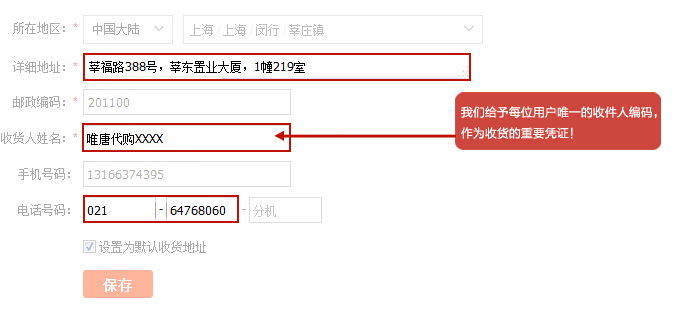 所在地区：* 中国大陆 上海 / 上海 / 闵行 / 莘庄镇
详细地址：* 莘福路388号，莘东置业大厦，1幢219室
邮政编码：* 201100
我们给予每位用户唯一的收件人编码，
作为收货的重要凭证！
收货人姓名：* 唯唐代购XXXX
手机号码： 13166374395
电话号码： 021 - 64768060 - 分机
设置为默认收货地址
保存